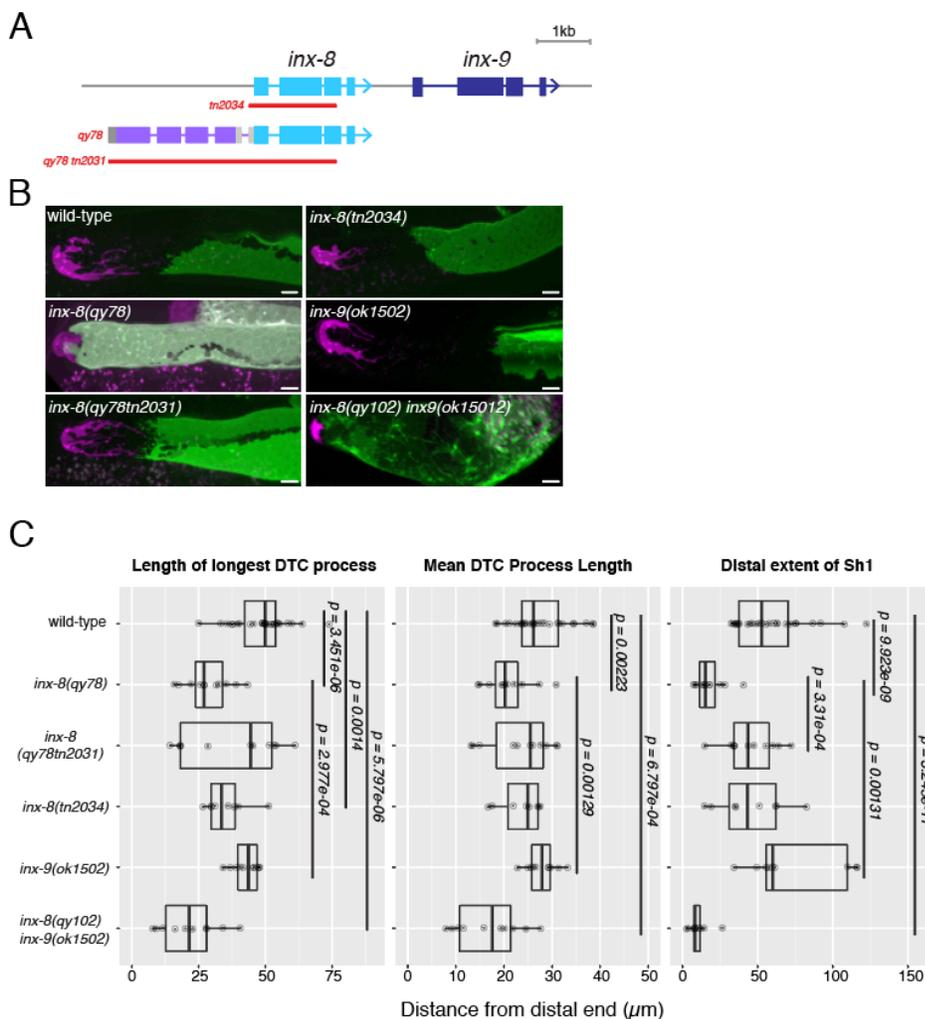 A
1kb
inx-8
inx-9
tn2034
qy78
qy78 tn2031
B
wild-type
inx-8(tn2034)
inx-8(qy78)
inx-9(ok1502)
inx-8(qy78tn2031)
inx-8(qy102) inx9(ok15012)
C
Length of longest DTC process
Mean DTC Process Length
Distal extent of Sh1
wild-type
inx-8(qy78)
inx-8
(qy78tn2031)
inx-8(tn2034)
inx-9(ok1502)
inx-8(qy102)
inx-9(ok1502)
p = 3.451e-06
p = 0.0014
p = 2.977e-04
p = 5.797e-06
p = 0.00223
p = 0.00129
p = 6.797e-04
p = 9.923e-09
p = 3.31e-04
p = 0.00131
0 25 50 75
0 10 20 30 40 50
0 50 100 150
Distance from distal end (µm)